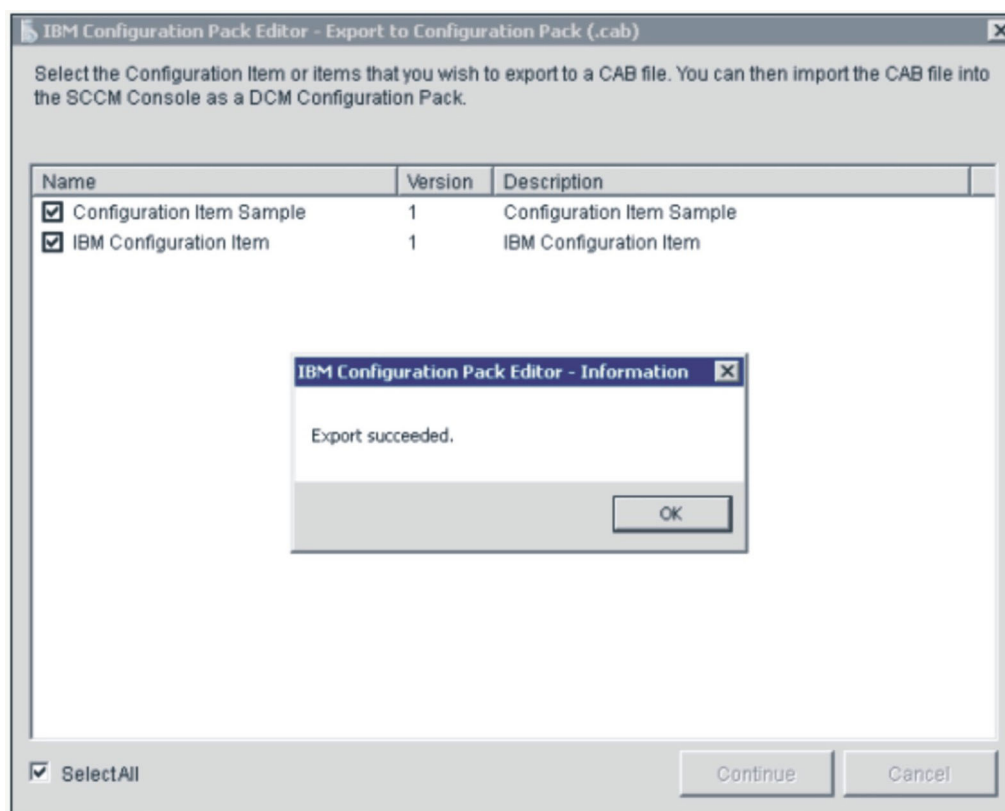 IBM Configuration Pack Editor - Export to Configuration Pack (.cab)
Select the Configuration Item or items that you wish to export to a CAB file. You can then import the CAB file into
the SCCM Console as a DCM Configuration Pack.
Name Version Description
Configuration Item Sample 1 Configuration Item Sample
IBM Configuration Item 1 IBM Configuration Item
IBM Configuration Pack Editor - Information
Export succeeded.
OK
SelectAll Continue Cancel